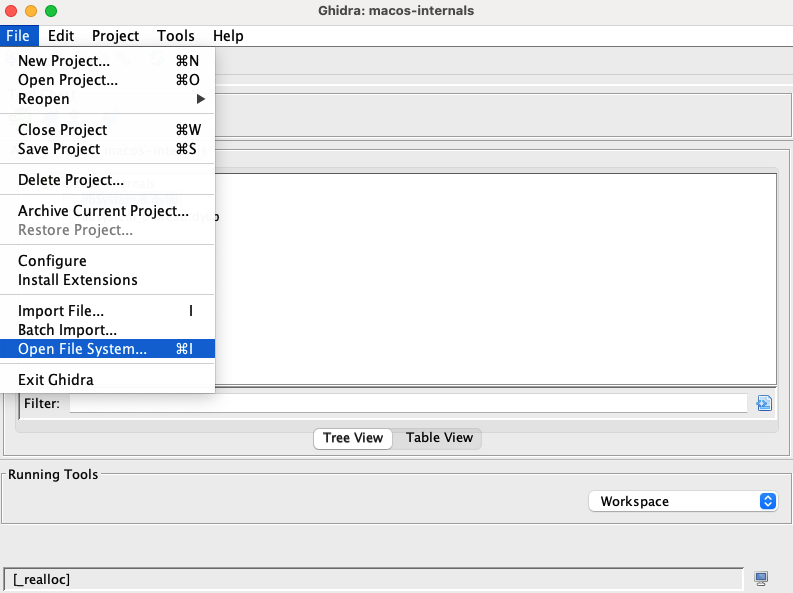 Ghidra: macos-internals
File Edit Project Tools Help
New Project... ⌘N
Open Project... ⌘O
Reopen ▶
Close Project ⌘W
Save Project ⌘S
Delete Project...
Archive Current Project...
Restore Project...
Configure
Install Extensions
Import File... I
Batch Import...
Open File System... ⌘I
Exit Ghidra
Filter:
Tree View Table View
Running Tools
Workspace
[_realloc]